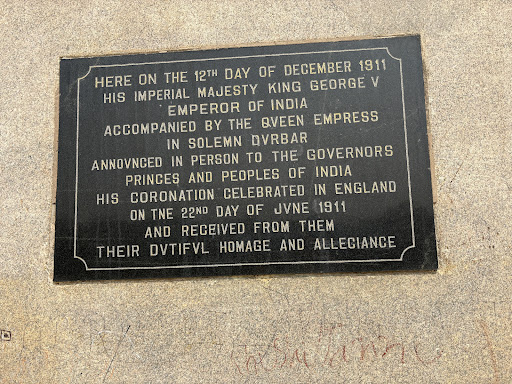 HERE ON THE 12TH DAY OF DECEMBER 1911
HIS IMPERIAL MAJESTY KING GEORGE V
EMPEROR OF INDIA
ACCOMPANIED BY THE QVEEN EMPRESS
IN SOLEMN DVRBAR
ANNOVNCED IN PERSON TO THE GOVERNORS
PRINCES AND PEOPLES OF INDIA
HIS CORONATION CELEBRATED IN ENGLAND
ON TNE 22ND DAY OF JVNE 1911
AND RECEIVED FROM THEM
THEIR DVTIFVL HOMAGE AND ALLEGIANCE